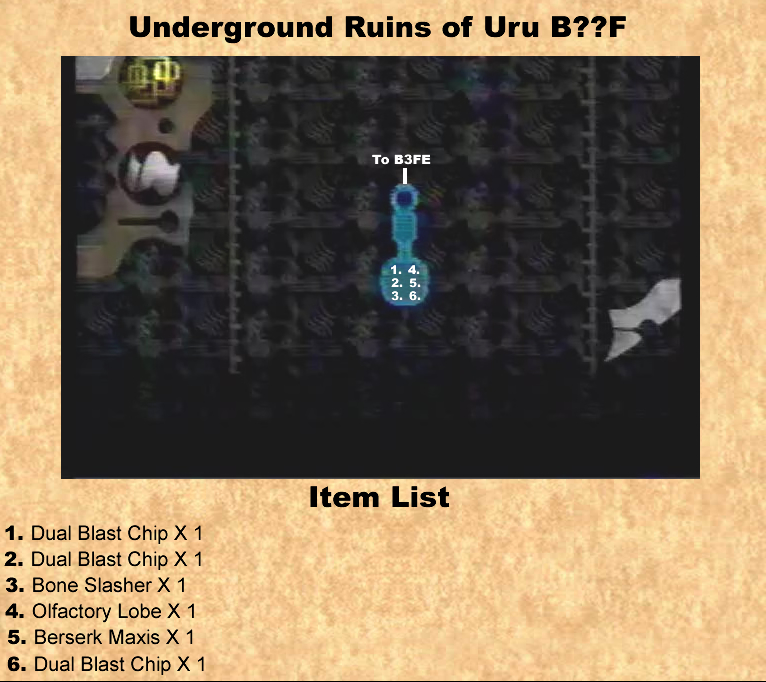 Underground Ruins of Uru B??F
To B3FE
1. 4.
2. 5.
3. 6.
Item List
1. Dual Blast Chip X 1
2. Dual Blast Chip X 1
3. Bone Slasher X 1
4. Olfactory Lobe X 1
5. Berserk Maxis X 1
6. Dual Blast Chip X 1